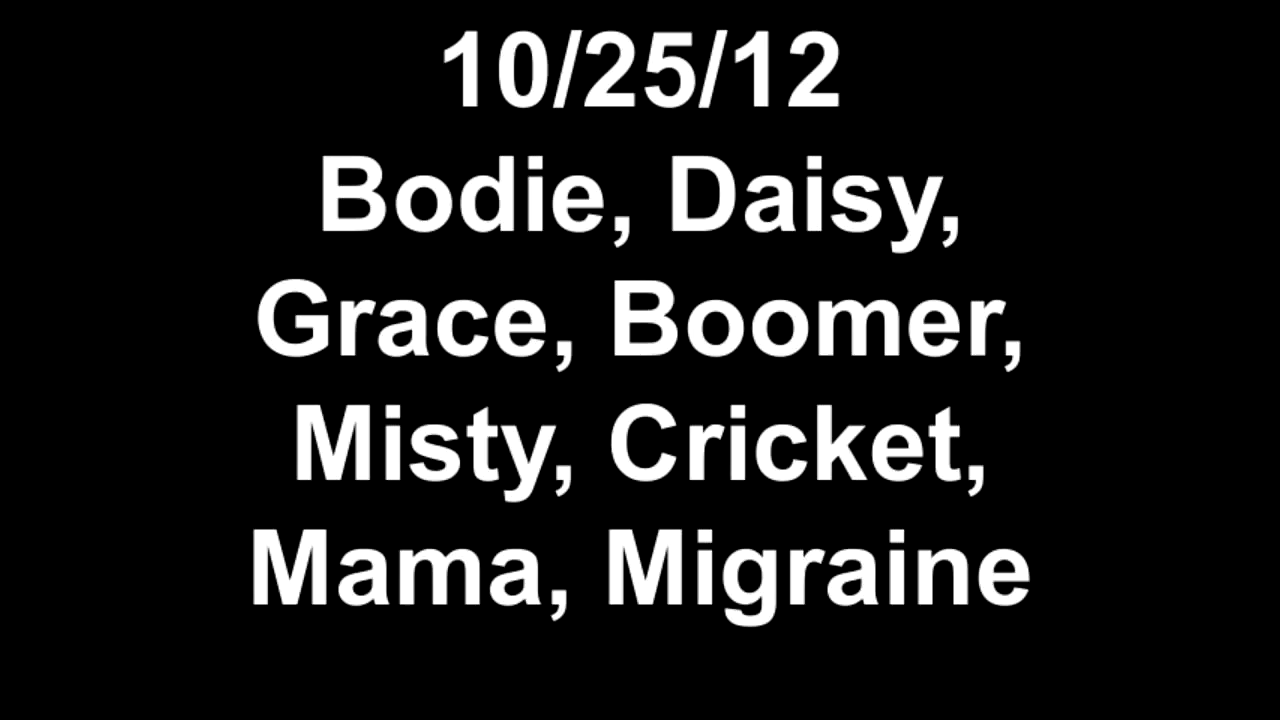 10/25/12
Bodie, Daisy,
Grace, Boomer,
Misty, Cricket,
Mama, Migraine